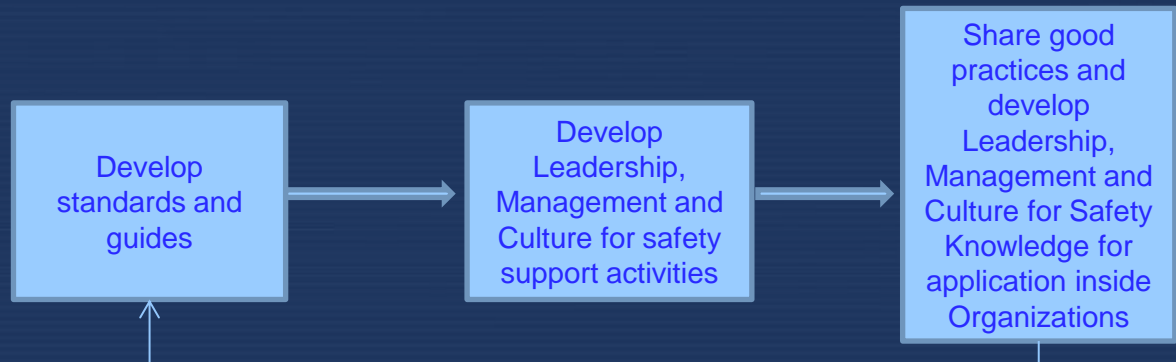 Develop
standards and
guides
Develop
Leadership,
Management and
Culture for safety
support activities
Share good
practices and
develop
Leadership,
Management and
Culture for Safety
Knowledge for
application inside
Organizations